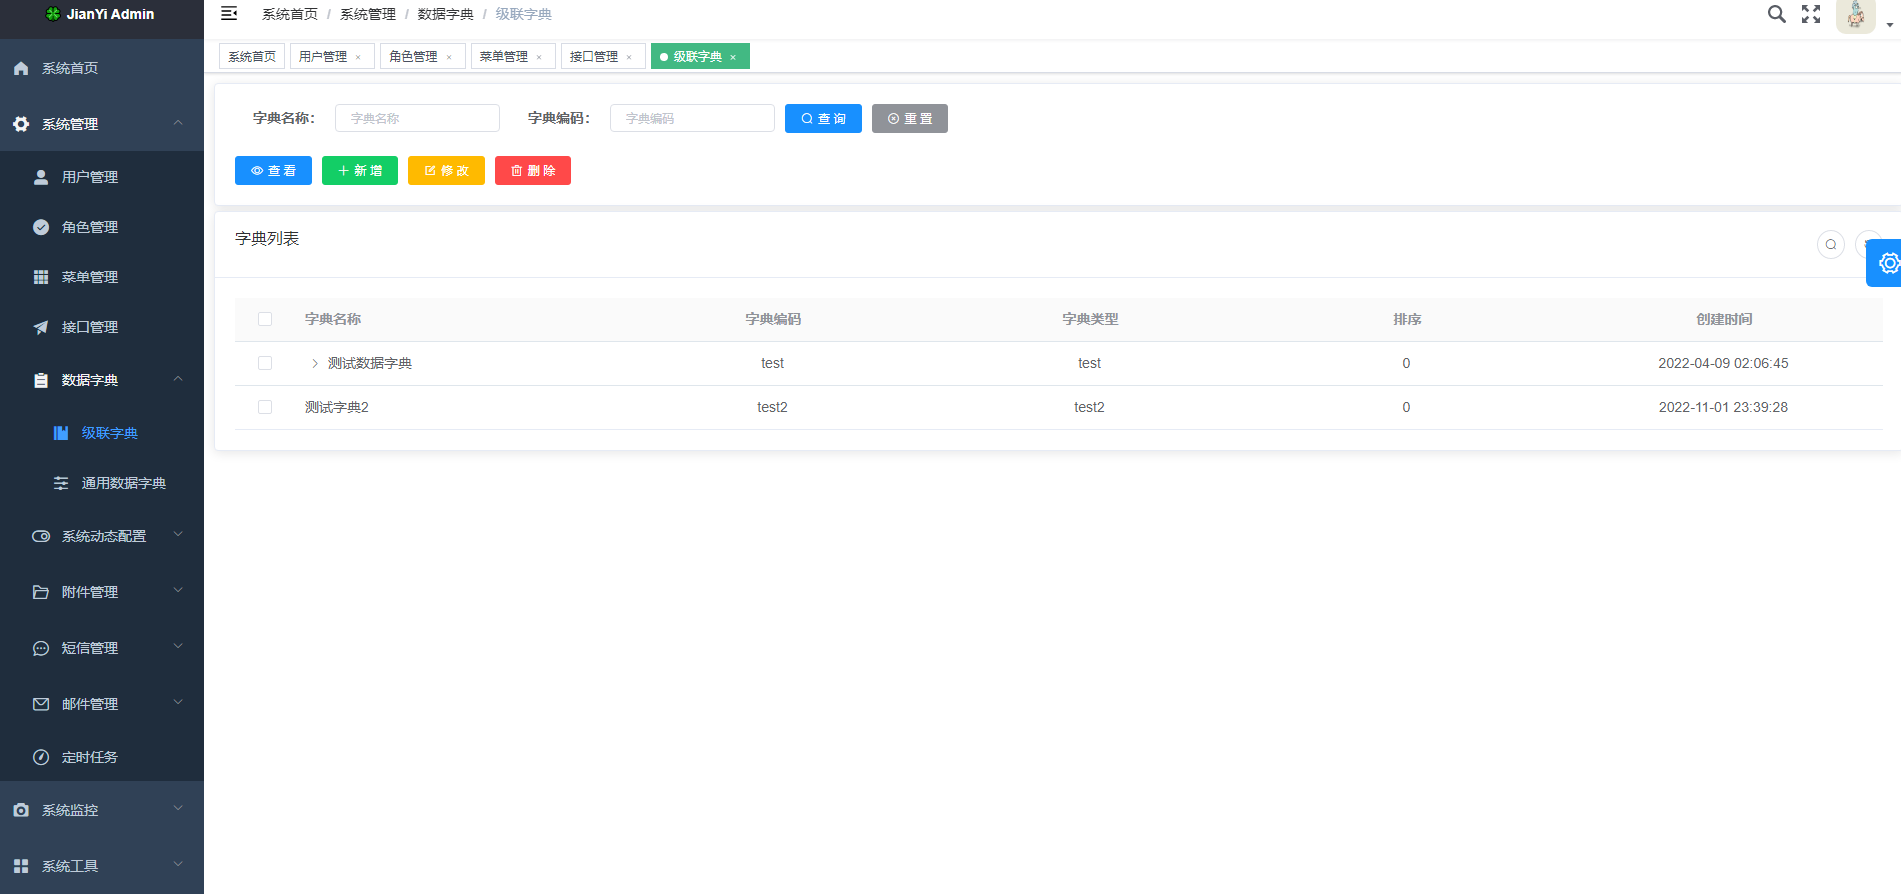 JianYi Admin
系统首页 / 系统管理 / 数据字典 / 级联字典
系统首页 用户管理 × 角色管理 × 菜单管理 × 接口管理 × 级联字典 ×
系统首页
系统管理
用户管理
角色管理
菜单管理
接口管理
数据字典
级联字典
通用数据字典
系统动态配置
附件管理
短信管理
邮件管理
定时任务
系统监控
系统工具
字典名称: 字典名称 字典编码: 字典编码 查询 重置
查看 新增 修改 删除
字典列表
字典名称 字典编码 字典类型 排序 创建时间
测试数据字典 test test 0 2022-04-09 02:06:45
测试字典2 test2 test2 0 2022-11-01 23:39:28